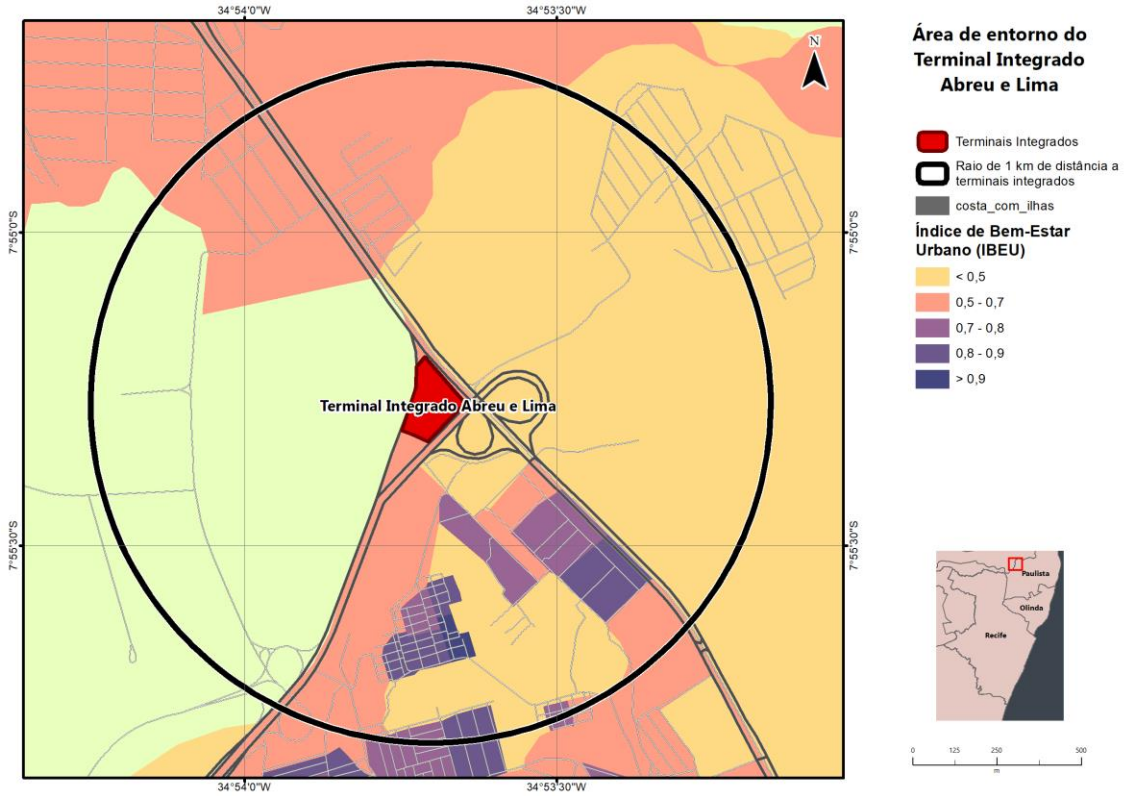 34°54'0"W
34°53'30"W
7°55'0"S
7°55'0"S
7°55'30"S
7°55'30"S
34°54'0"W
34°53'30"W
Terminal Integrado Abreu e Lima
N
Área de entorno do
Terminal Integrado
Abreu e Lima
Terminais Integrados
Raio de 1 km de distância a
terminais integrados
costa_com_ilhas
Índice de Bem-Estar
Urbano (IBEU)
< 0,5
0,5 - 0,7
0,7 - 0,8
0,8 - 0,9
> 0,9
Paulista
Olinda
Recife
0 125 250 500
m